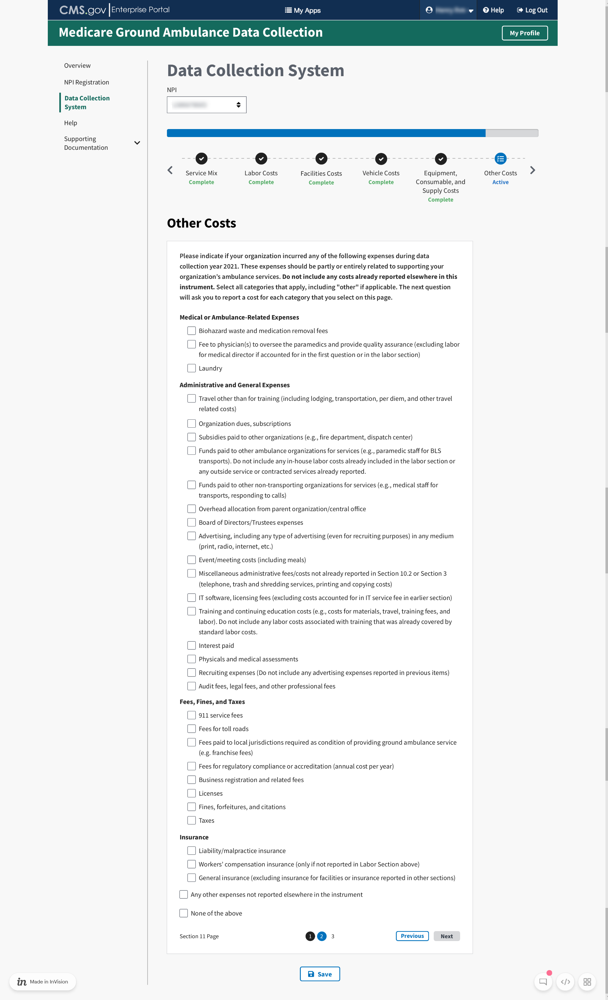 CMS.gov Enterprise Portal
My Apps
Help
Log Out
Medicare Ground Ambulance Data Collection
My Profile
Overview
NPI Registration
Data Collection
System
Help
Supporting
Documentation
Data Collection System
NPI
Service Mix
Complete
Labor Costs
Complete
Facilities Costs
Complete
Vehicle Costs
Complete
Equipment,
Consumable, and
Supply Costs
Complete
Other Costs
Active
Other Costs
Please indicate if your organization incurred any of the following expenses during data
collection year 2021. These expenses should be partly or entirely related to supporting your
organization’s ambulance services. Do not include any costs already reported elsewhere in this
instrument. Select all categories that apply, including "other" if applicable. The next question
will ask you to report a cost for each category that you select on this page.
Medical or Ambulance-Related Expenses
Biohazard waste and medication removal fees
Fee to physician(s) to oversee the paramedics and provide quality assurance (excluding labor
for medical director if accounted for in the first question or in the labor section)
Laundry
Administrative and General Expenses
Travel other than for training (including lodging, transportation, per diem, and other travel
related costs)
Organization dues, subscriptions
Subsidies paid to other organizations (e.g., fire department, dispatch center)
Funds paid to other ambulance organizations for services (e.g., paramedic staff for BLS
transports). Do not include any in-house labor costs already included in the labor section or
any outside service or contracted services already reported.
Funds paid to other non-transporting organizations for services (e.g., medical staff for
transports, responding to calls)
Overhead allocation from parent organization/central office
Board of Directors/Trustees expenses
Advertising, including any type of advertising (even for recruiting purposes) in any medium
(print, radio, internet, etc.)
Event/meeting costs (including meals)
Miscellaneous administrative fees/costs not already reported in Section 10.2 or Section 3
(telephone, trash and shredding services, printing and copying costs)
IT software, licensing fees (excluding costs accounted for in IT service fee in earlier section)
Training and continuing education costs (e.g., costs for materials, travel, training fees, and
labor). Do not include any labor costs associated with training that was already covered by
standard labor costs.
Interest paid
Physicals and medical assessments
Recruiting expenses (Do not include any advertising expenses reported in previous items)
Audit fees, legal fees, and other professional fees
Fees, Fines, and Taxes
911 service fees
Fees for toll roads
Fees paid to local jurisdictions required as condition of providing ground ambulance service
(e.g. franchise fees)
Fees for regulatory compliance or accreditation (annual cost per year)
Business registration and related fees
Licenses
Fines, forfeitures, and citations
Taxes
Insurance
Liability/malpractice insurance
Workers’ compensation insurance (only if not reported in Labor Section above)
General insurance (excluding insurance for facilities or insurance reported in other sections)
Any other expenses not reported elsewhere in the instrument
None of the above
Section 11 Page
1 2 3
Previous
Next
Save
in Made in InVision